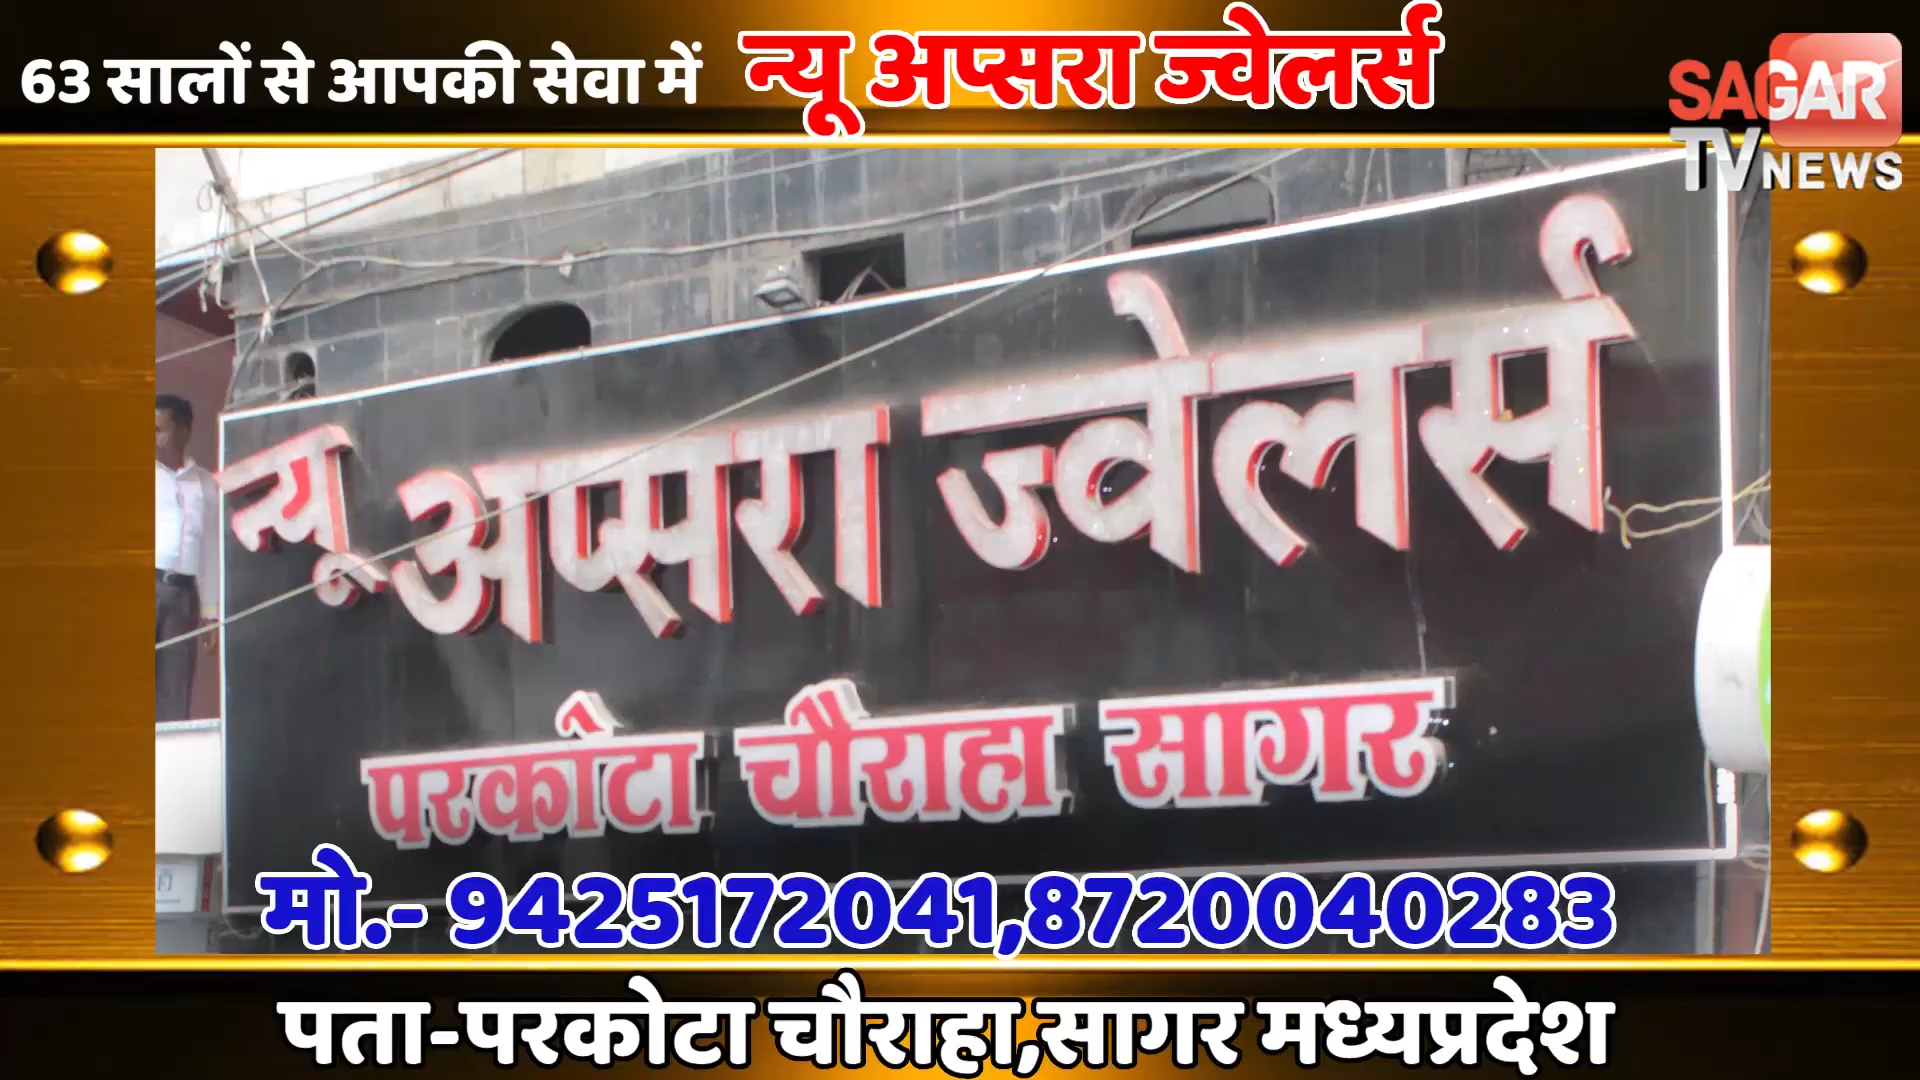 63 सालों से आपकी सेवा में न्यू अप्सरा ज्वेलर्स
SAGAR
TV NEWS
न्यू अप्सरा ज्वेलर्स
परकोटा चौराहा सागर
मो.- 9425172041,8720040283
पता-परकोटा चौराहा,सागर मध्यप्रदेश